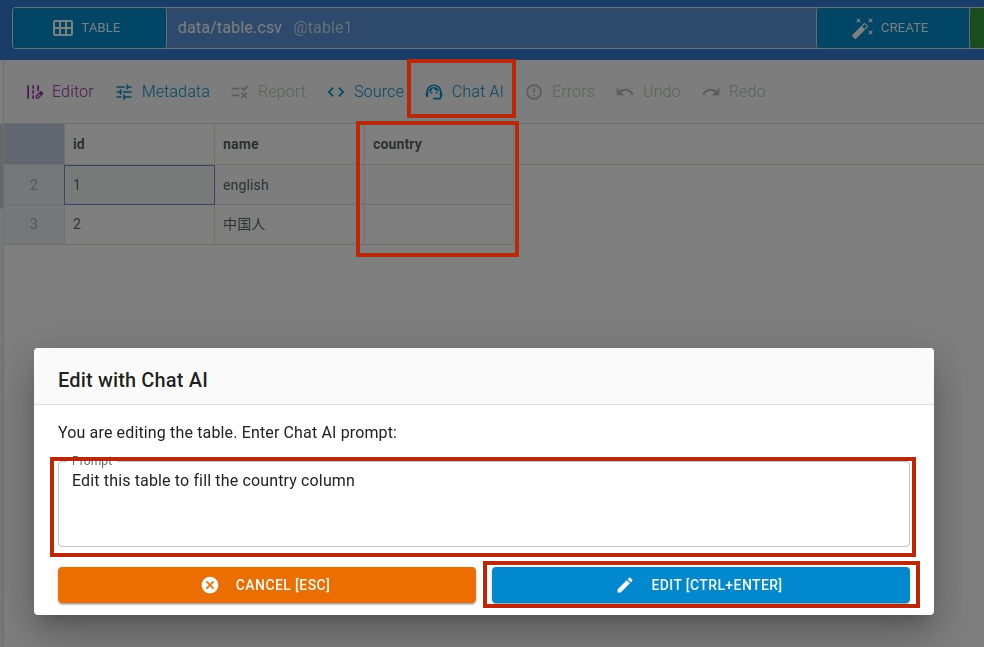 TABLE data/table.csv @table1 CREATE
Editor Metadata Report Source Chat AI Errors Undo Redo
id name country
2 1 english
3 2 中国人
Edit with Chat AI
You are editing the table. Enter Chat AI prompt:
Prompt
Edit this table to fill the country column
CANCEL [ESC] EDIT [CTRL+ENTER]